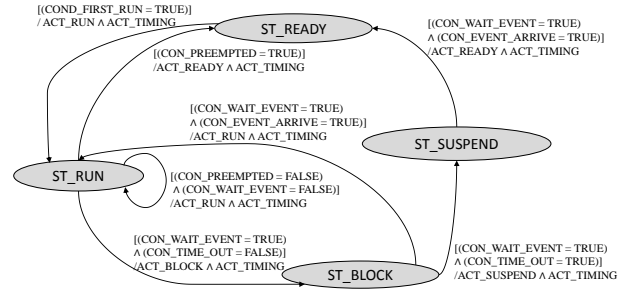 [(COND_FIRST_RUN = TRUE)]
/ ACT_RUN ∧ ACT_TIMING
ST_READY
[(CON_WAIT_EVENT = TRUE)
∧ (CON_EVENT_ARRIVE = TRUE)]
/ACT_READY ∧ ACT_TIMING
[(CON_PREEMPTED = TRUE)]
/ACT_READY ∧ ACT_TIMING
[(CON_WAIT_EVENT = TRUE)
∧ (CON_EVENT_ARRIVE = TRUE)]
/ACT_RUN ∧ ACT_TIMING
ST_SUSPEND
ST_RUN
[(CON_PREEMPTED = FALSE)
∧ (CON_WAIT_EVENT = FALSE)]
/ACT_RUN ∧ ACT_TIMING
[(CON_WAIT_EVENT = TRUE)
∧ (CON_TIME_OUT = FALSE)]
/ACT_BLOCK ∧ ACT_TIMING
ST_BLOCK
[(CON_WAIT_EVENT = TRUE)
∧ (CON_TIME_OUT = TRUE)]
/ACT_SUSPEND ∧ ACT_TIMING